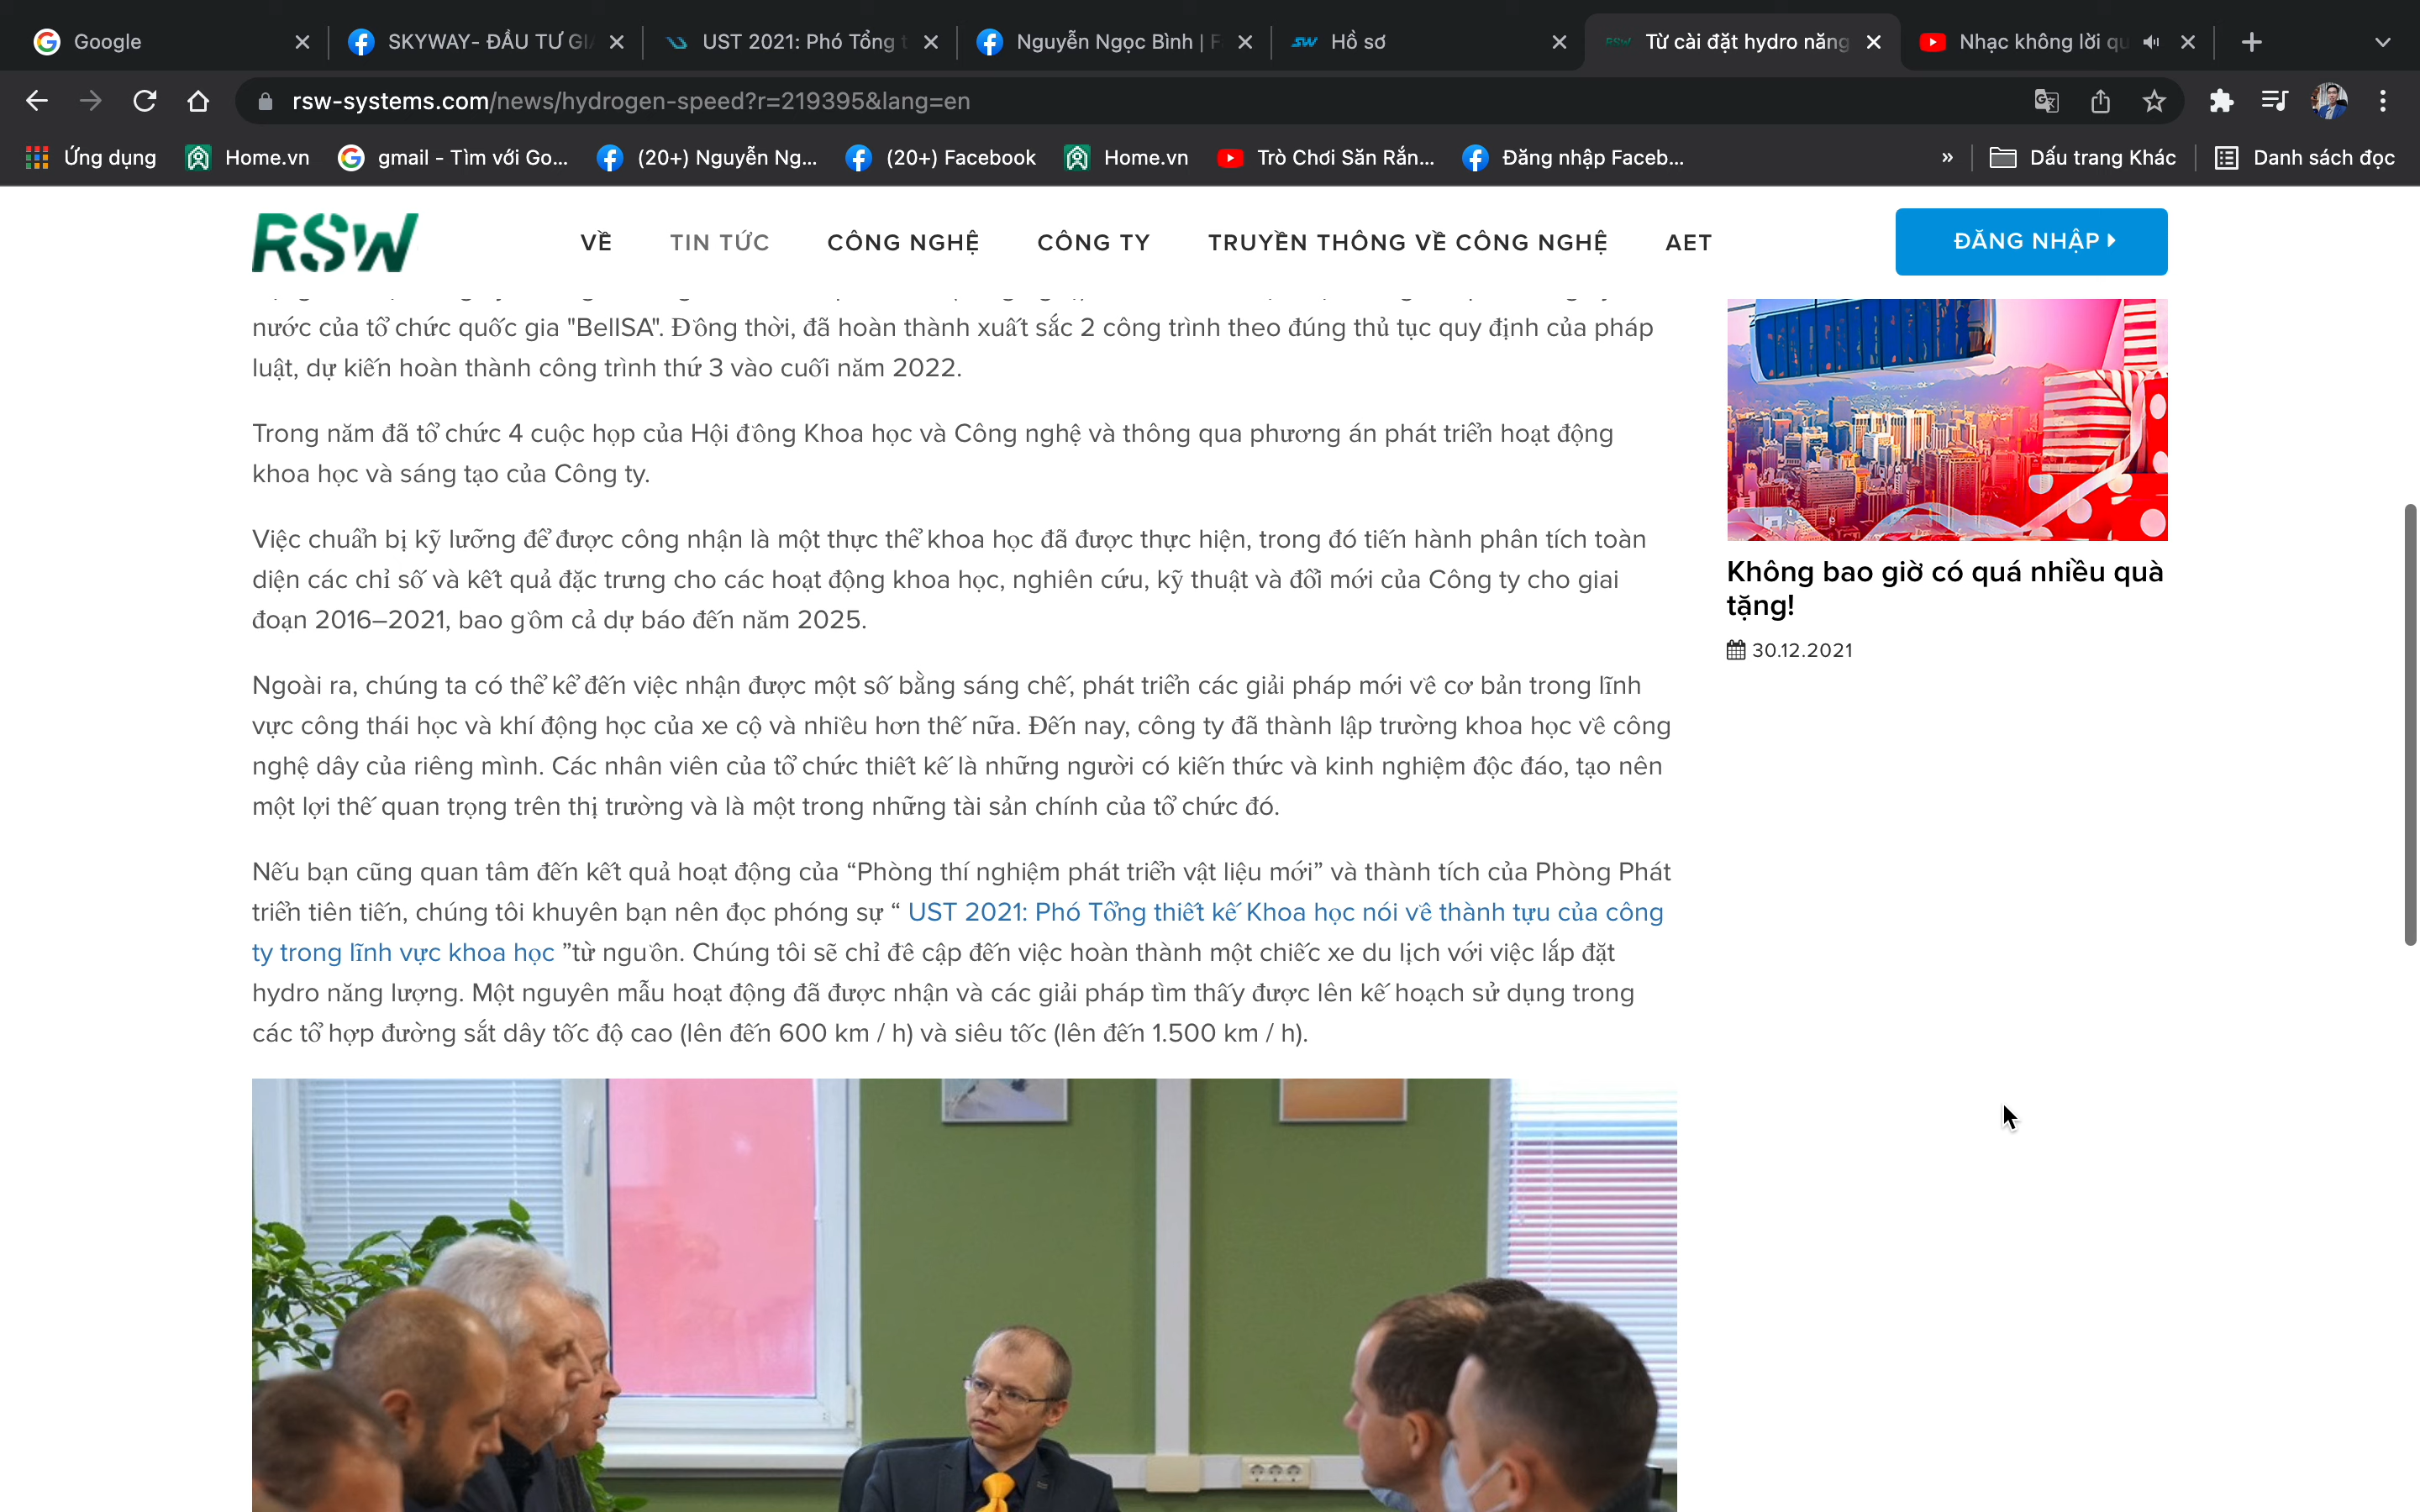 Google
SKYWAY- ĐẦU TƯ GI
UST 2021: Phó Tổng t
Nguyễn Ngọc Bình | F
Hồ sơ
Từ cài đặt hydro năng
Nhạc không lời qu
rsw-systems.com/news/hydrogen-speed?r=219395&lang=en
Ứng dụng
Home.vn
gmail - Tìm với Go...
(20+) Nguyễn Ng...
(20+) Facebook
Home.vn
Trò Chơi Săn Rắn...
Đăng nhập Faceb...
»
Dấu trang Khác
Danh sách đọc
RSW
VỀ
TIN TỨC
CÔNG NGHỆ
CÔNG TY
TRUYỀN THÔNG VỀ CÔNG NGHỆ
AET
ĐĂNG NHẬP
nước của tổ chức quốc gia "BellSA". Đồng thời, đã hoàn thành xuất sắc 2 công trình theo đúng thủ tục quy định của pháp
luật, dự kiến hoàn thành công trình thứ 3 vào cuối năm 2022.
Trong năm đã tổ chức 4 cuộc họp của Hội đồng Khoa học và Công nghệ và thông qua phương án phát triển hoạt động
khoa học và sáng tạo của Công ty.
Việc chuẩn bị kỹ lưỡng để được công nhận là một thực thể khoa học đã được thực hiện, trong đó tiến hành phân tích toàn
diện các chỉ số và kết quả đặc trưng cho các hoạt động khoa học, nghiên cứu, kỹ thuật và đổi mới của Công ty cho giai
đoạn 2016–2021, bao gồm cả dự báo đến năm 2025.
Ngoài ra, chúng ta có thể kể đến việc nhận được một số bằng sáng chế, phát triển các giải pháp mới về cơ bản trong lĩnh
vực công thái học và khí động học của xe cộ và nhiều hơn thế nữa. Đến nay, công ty đã thành lập trường khoa học về công
nghệ dây của riêng mình. Các nhân viên của tổ chức thiết kế là những người có kiến thức và kinh nghiệm độc đáo, tạo nên
một lợi thế quan trọng trên thị trường và là một trong những tài sản chính của tổ chức đó.
Nếu bạn cũng quan tâm đến kết quả hoạt động của “Phòng thí nghiệm phát triển vật liệu mới” và thành tích của Phòng Phát
triển tiên tiến, chúng tôi khuyên bạn nên đọc phóng sự “ UST 2021: Phó Tổng thiết kế Khoa học nói về thành tựu của công
ty trong lĩnh vực khoa học ”từ nguồn. Chúng tôi sẽ chỉ đề cập đến việc hoàn thành một chiếc xe du lịch với việc lắp đặt
hydro năng lượng. Một nguyên mẫu hoạt động đã được nhận và các giải pháp tìm thấy được lên kế hoạch sử dụng trong
các tổ hợp đường sắt dây tốc độ cao (lên đến 600 km / h) và siêu tốc (lên đến 1.500 km / h).
Không bao giờ có quá nhiều quà
tặng!
30.12.2021